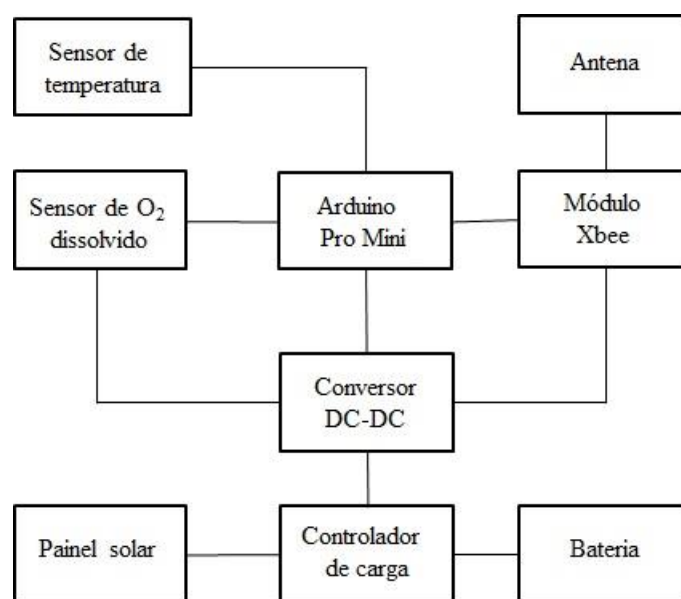 Sensor de
temperatura
Antena
Sensor de O₂
dissolvido
Arduino
Pro Mini
Módulo
Xbee
Conversor
DC-DC
Painel solar
Controlador
de carga
Bateria